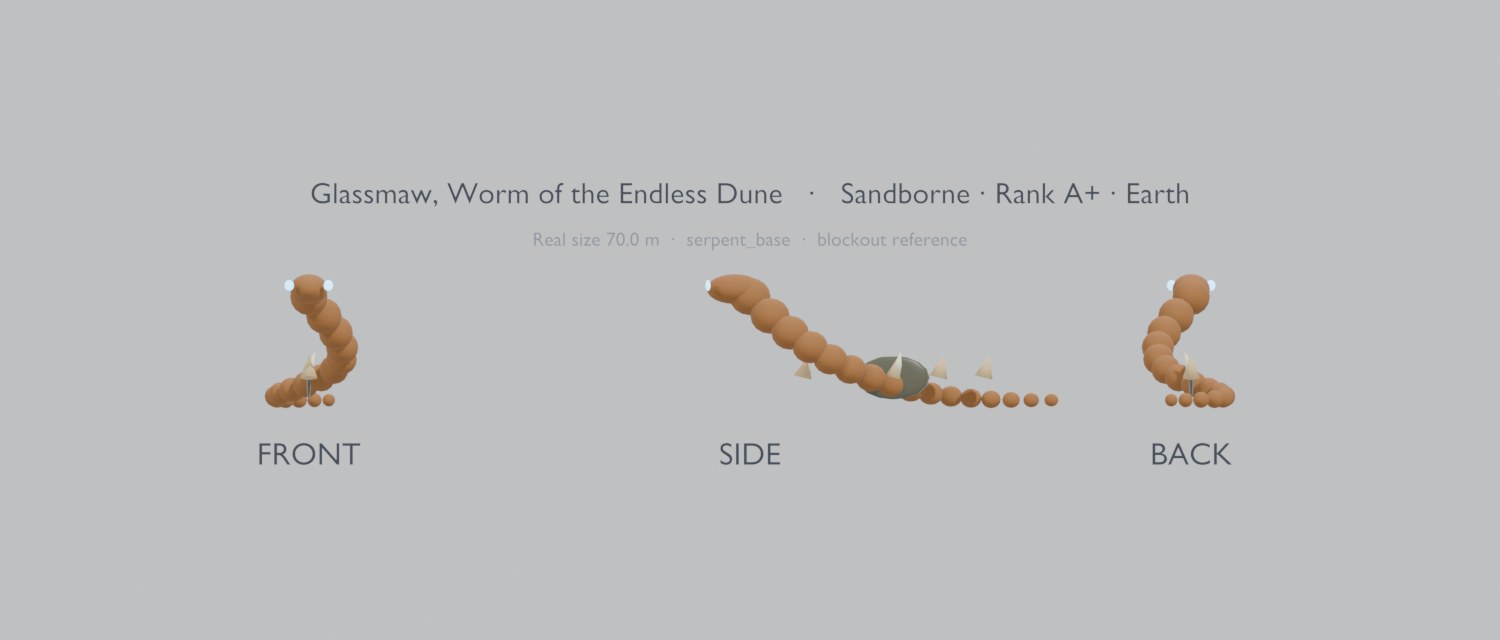 Glassmaw, Worm of the Endless Dune · Sandborne · Rank A+ · Earth
Real size 70.0 m · serpent_base · blockout reference
FRONT SIDE BACK